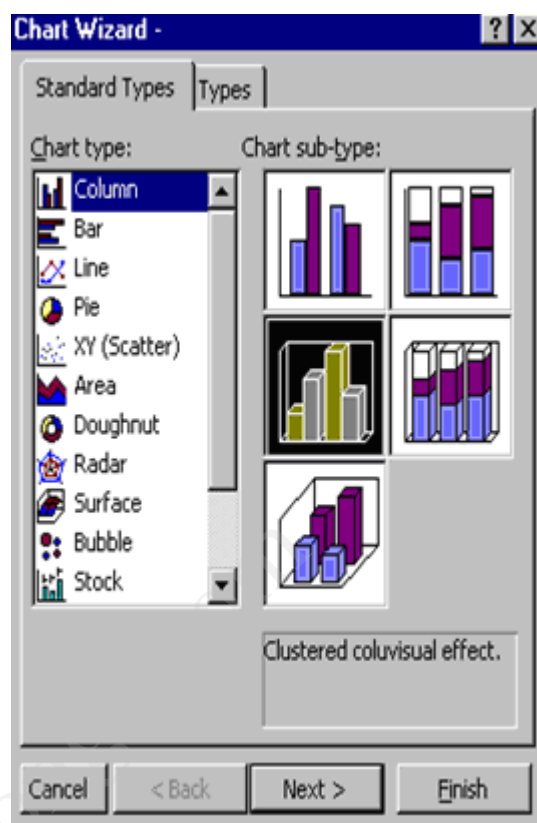 Chart Wizard -
Standard Types Types
Chart type: Chart sub-type:
Column
Bar
Line
Pie
XY (Scatter)
Area
Doughnut
Radar
Surface
Bubble
Stock
Clustered coluvisual effect.
Cancel < Back Next > Finish